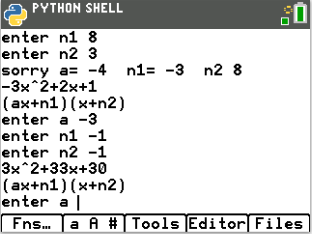 PYTHON SHELL
enter n1 8
enter n2 3
sorry a= -4  n1= -3  n2 8
-3x^2+2x+1
(ax+n1)(x+n2)
enter a -3
enter n1 -1
enter n2 -1
3x^2+33x+30
(ax+n1)(x+n2)
enter a
Fns… a A # Tools Editor Files